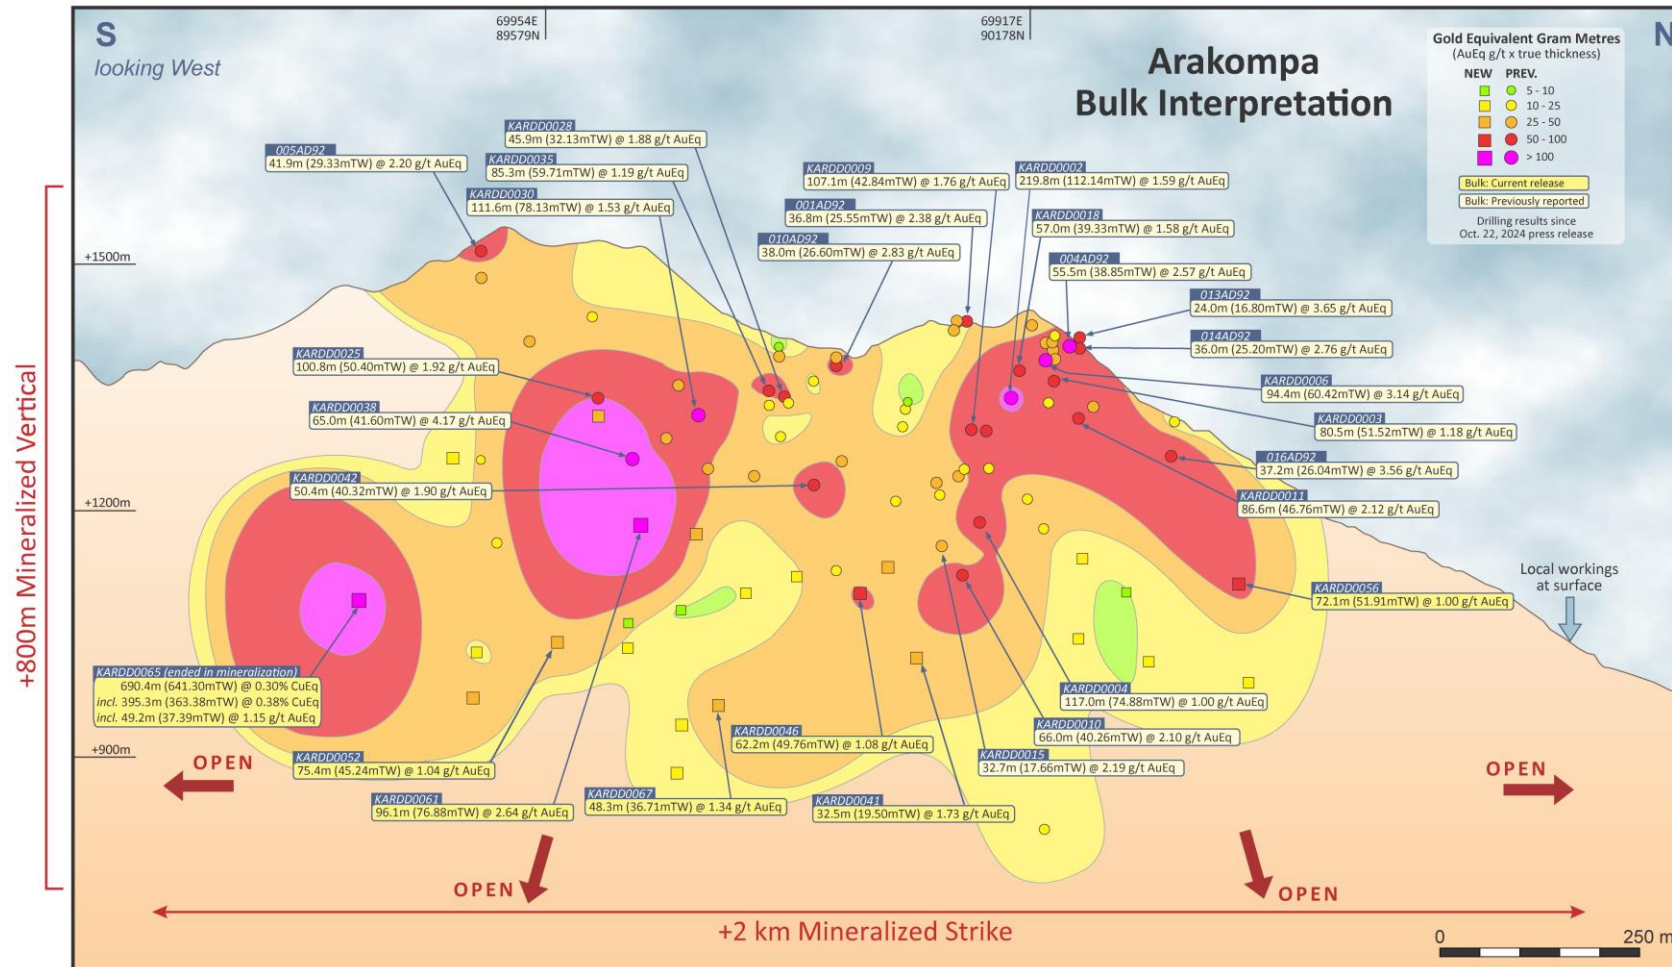 S
looking West
69954E
89579N
69917E
90178N
N
Arakompa
Bulk Interpretation
Gold Equivalent Gram Metres
(AuEq g/t x true thickness)
NEW PREV.
5 - 10
10 - 25
25 - 50
50 - 100
> 100
Bulk: Current release
Bulk: Previously reported
Drilling results since
Oct. 22, 2024 press release
KARDD0028
45.9m (32.13mTW) @ 1.88 g/t AuEq
005AD92
41.9m (29.33mTW) @ 2.20 g/t AuEq
KARDD0035
85.3m (59.71mTW) @ 1.19 g/t AuEq
KARDD0030
111.6m (78.13mTW) @ 1.53 g/t AuEq
KARDD0009
107.1m (42.84mTW) @ 1.76 g/t AuEq
KARDD0002
219.8m (112.14mTW) @ 1.59 g/t AuEq
001AD92
36.8m (25.55mTW) @ 2.38 g/t AuEq
KARDD0018
57.0m (39.33mTW) @ 1.58 g/t AuEq
010AD92
38.0m (26.60mTW) @ 2.83 g/t AuEq
004AD92
55.5m (38.85mTW) @ 2.57 g/t AuEq
013AD92
24.0m (16.80mTW) @ 3.65 g/t AuEq
014AD92
36.0m (25.20mTW) @ 2.76 g/t AuEq
+1500m
KARDD0025
100.8m (50.40mTW) @ 1.92 g/t AuEq
KARDD0006
94.4m (60.42mTW) @ 3.14 g/t AuEq
KARDD0038
65.0m (41.60mTW) @ 4.17 g/t AuEq
KARDD0003
80.5m (51.52mTW) @ 1.18 g/t AuEq
016AD92
37.2m (26.04mTW) @ 3.56 g/t AuEq
KARDD0042
50.4m (40.32mTW) @ 1.90 g/t AuEq
KARDD0011
86.6m (46.76mTW) @ 2.12 g/t AuEq
+1200m
+800m Mineralized Vertical
Local workings
at surface
KARDD0056
72.1m (51.91mTW) @ 1.00 g/t AuEq
KARDD0065 (ended in mineralization)
690.4m (641.30mTW) @ 0.30% CuEq
incl. 395.3m (363.38mTW) @ 0.38% CuEq
incl. 49.2m (37.39mTW) @ 1.15 g/t AuEq
KARDD0004
117.0m (74.88mTW) @ 1.00 g/t AuEq
KARDD0010
66.0m (40.26mTW) @ 2.10 g/t AuEq
KARDD0046
62.2m (49.76mTW) @ 1.08 g/t AuEq
KARDD0015
32.7m (17.66mTW) @ 2.19 g/t AuEq
+900m
KARDD0052
75.4m (45.24mTW) @ 1.04 g/t AuEq
OPEN
OPEN
KARDD0061
96.1m (76.88mTW) @ 2.64 g/t AuEq
KARDD0067
48.3m (36.71mTW) @ 1.34 g/t AuEq
KARDD0041
32.5m (19.50mTW) @ 1.73 g/t AuEq
OPEN
OPEN
+2 km Mineralized Strike
0
250 m